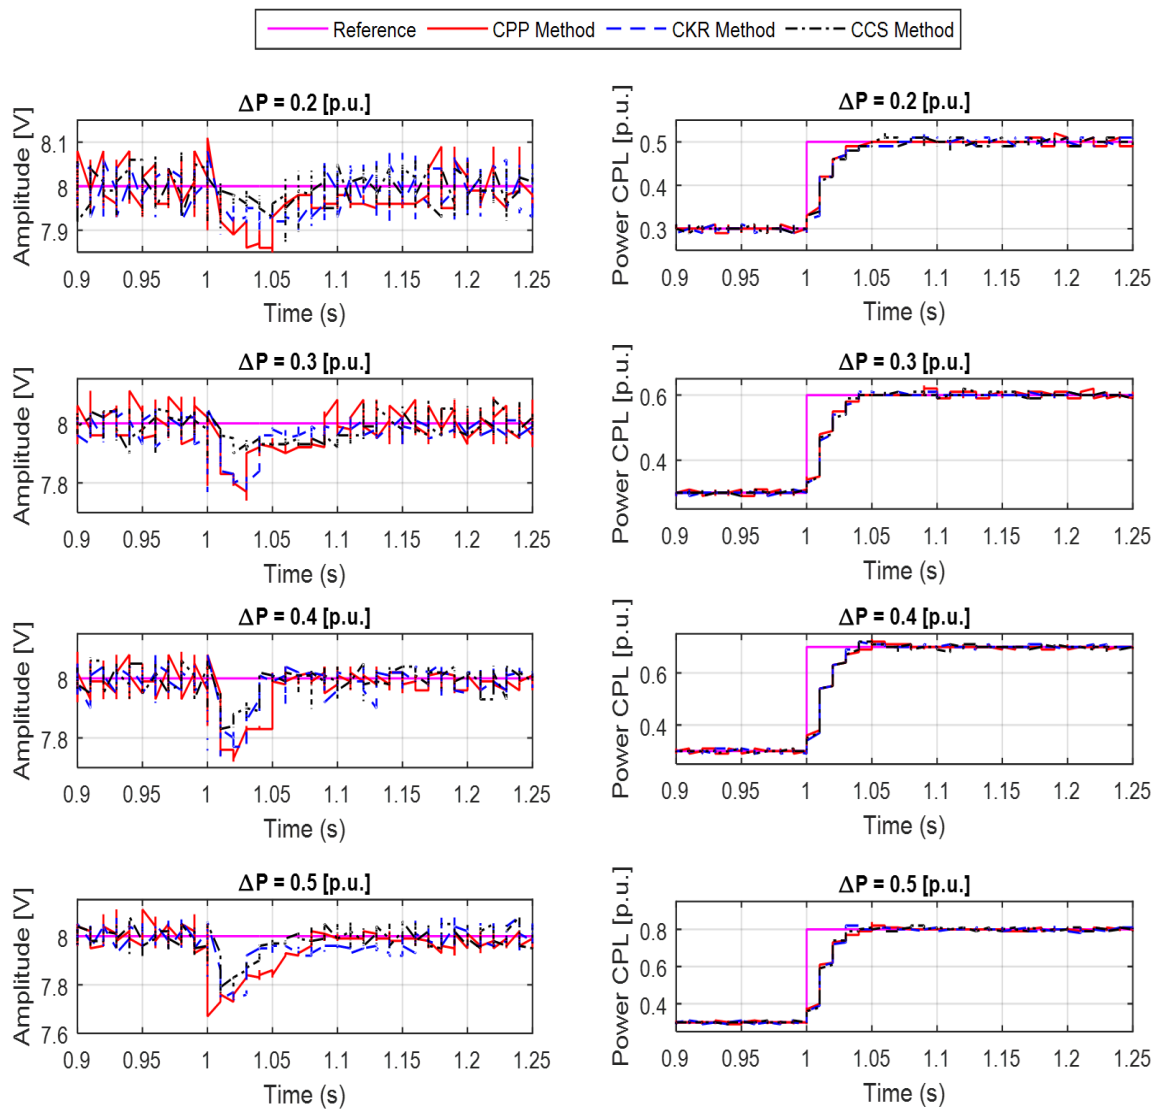 Reference CPP Method CKR Method CCS Method
ΔP = 0.2 [p.u.]
Amplitude [V]
8.1
8
7.9
0.9 0.95 1 1.05 1.1 1.15 1.2 1.25
Time (s)
ΔP = 0.2 [p.u.]
Power CPL [p.u.]
0.5
0.4
0.3
0.9 0.95 1 1.05 1.1 1.15 1.2 1.25
Time (s)
ΔP = 0.3 [p.u.]
Amplitude [V]
8
7.8
0.9 0.95 1 1.05 1.1 1.15 1.2 1.25
Time (s)
ΔP = 0.3 [p.u.]
Power CPL [p.u.]
0.6
0.4
0.9 0.95 1 1.05 1.1 1.15 1.2 1.25
Time (s)
ΔP = 0.4 [p.u.]
Amplitude [V]
8
7.8
0.9 0.95 1 1.05 1.1 1.15 1.2 1.25
Time (s)
ΔP = 0.4 [p.u.]
Power CPL [p.u.]
0.6
0.4
0.9 0.95 1 1.05 1.1 1.15 1.2 1.25
Time (s)
ΔP = 0.5 [p.u.]
Amplitude [V]
8
7.8
7.6
0.9 0.95 1 1.05 1.1 1.15 1.2 1.25
Time (s)
ΔP = 0.5 [p.u.]
Power CPL [p.u.]
0.8
0.6
0.4
0.9 0.95 1 1.05 1.1 1.15 1.2 1.25
Time (s)